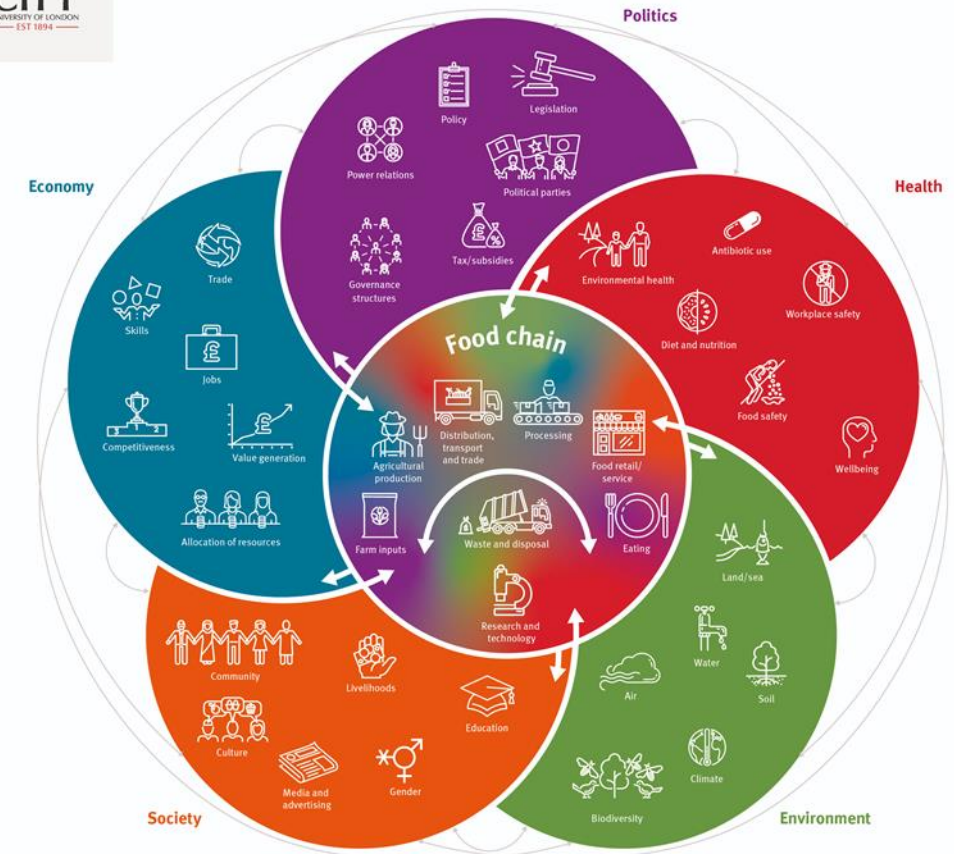 UNIVERSITY OF LONDON
EST 1894
Politics
Policy
Legislation
Power relations
Political parties
Governance
structures
Tax/subsidies
Economy
Trade
Skills
Jobs
Competitiveness
Value generation
Allocation of resources
Health
Environmental health
Antibiotic use
Workplace safety
Diet and nutrition
Food safety
Wellbeing
Food chain
Agricultural
production
Distribution,
transport
and trade
Processing
Food retail/
service
Farm inputs
Waste and disposal
Eating
Research and
technology
Society
Community
Livelihoods
Education
Culture
Media and
advertising
Gender
Environment
Land/sea
Water
Soil
Air
Climate
Biodiversity